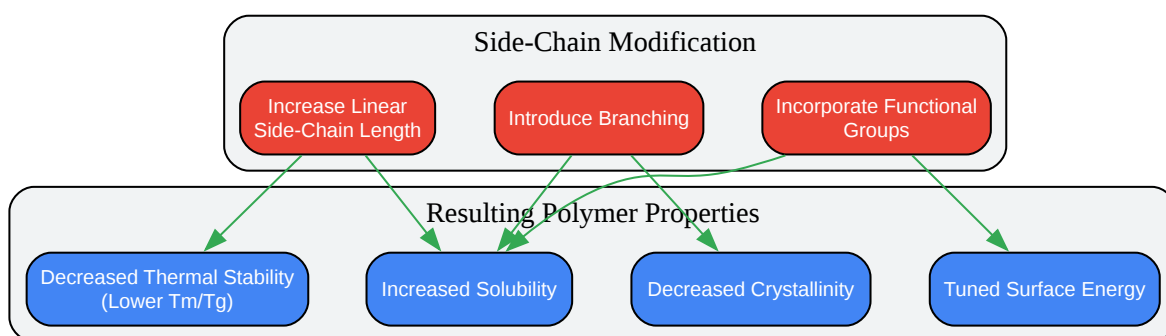 Side-Chain Modification
Increase Linear
Side-Chain Length
Introduce Branching
Incorporate Functional
Groups
Resulting Polymer Properties
Decreased Thermal Stability
(Lower Tm/Tg)
Increased Solubility
Decreased Crystallinity
Tuned Surface Energy